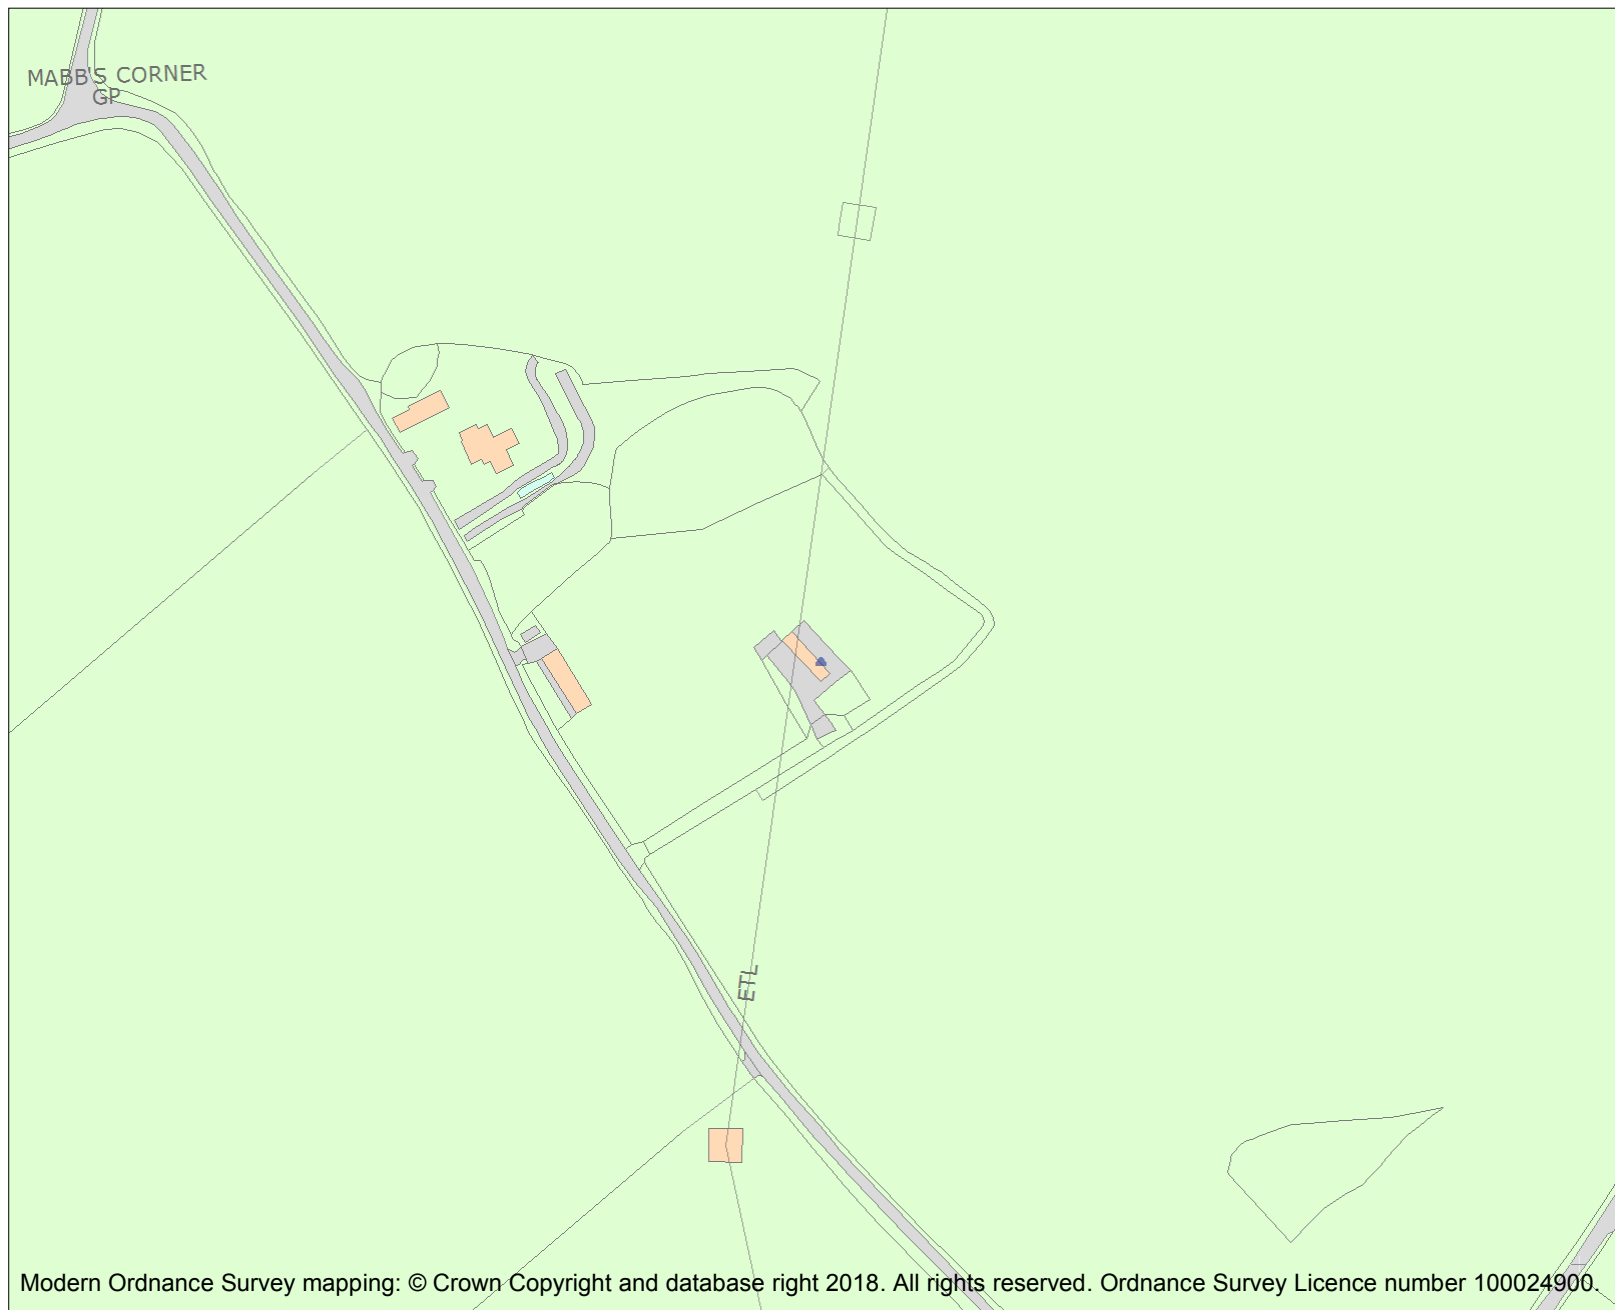 MABB'S CORNER
GP
ETL
Modern Ordnance Survey mapping: © Crown Copyright and database right 2018. All rights reserved. Ordnance Survey Licence number 100024900.